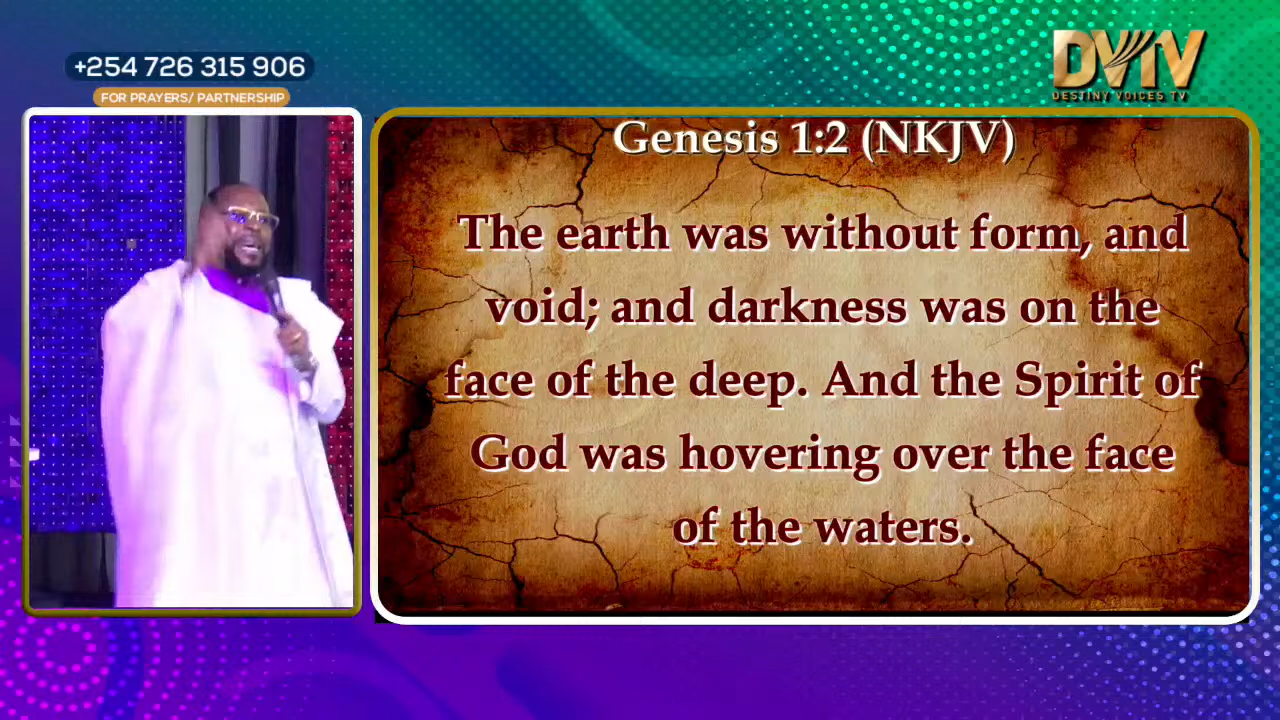 +254 726 315 906
FOR PRAYERS/ PARTNERSHIP
DVTV
DESTINY VOICES TV
Genesis 1:2 (NKJV)
The earth was without form, and
void; and darkness was on the
face of the deep. And the Spirit of
God was hovering over the face
of the waters.